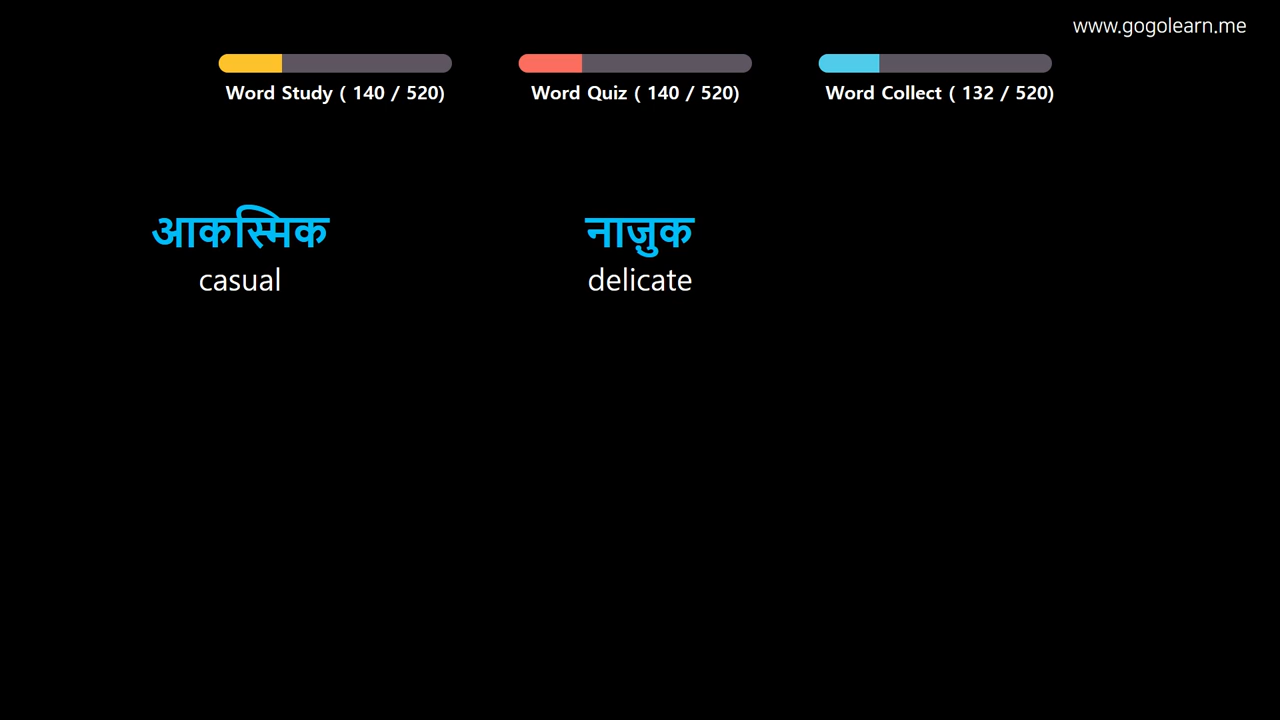 www.gogolearn.me
Word Study ( 140 / 520)
Word Quiz ( 140 / 520)
Word Collect ( 132 / 520)
आकस्मिक
casual
नाज़ुक
delicate